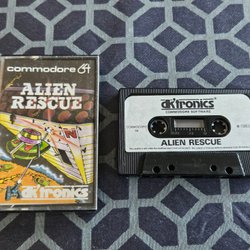 commodore 64
ALIEN
RESCUE
dK'tronics
dK'tronics
COMMODORE SOFTWARE
ALIEN RESCUE